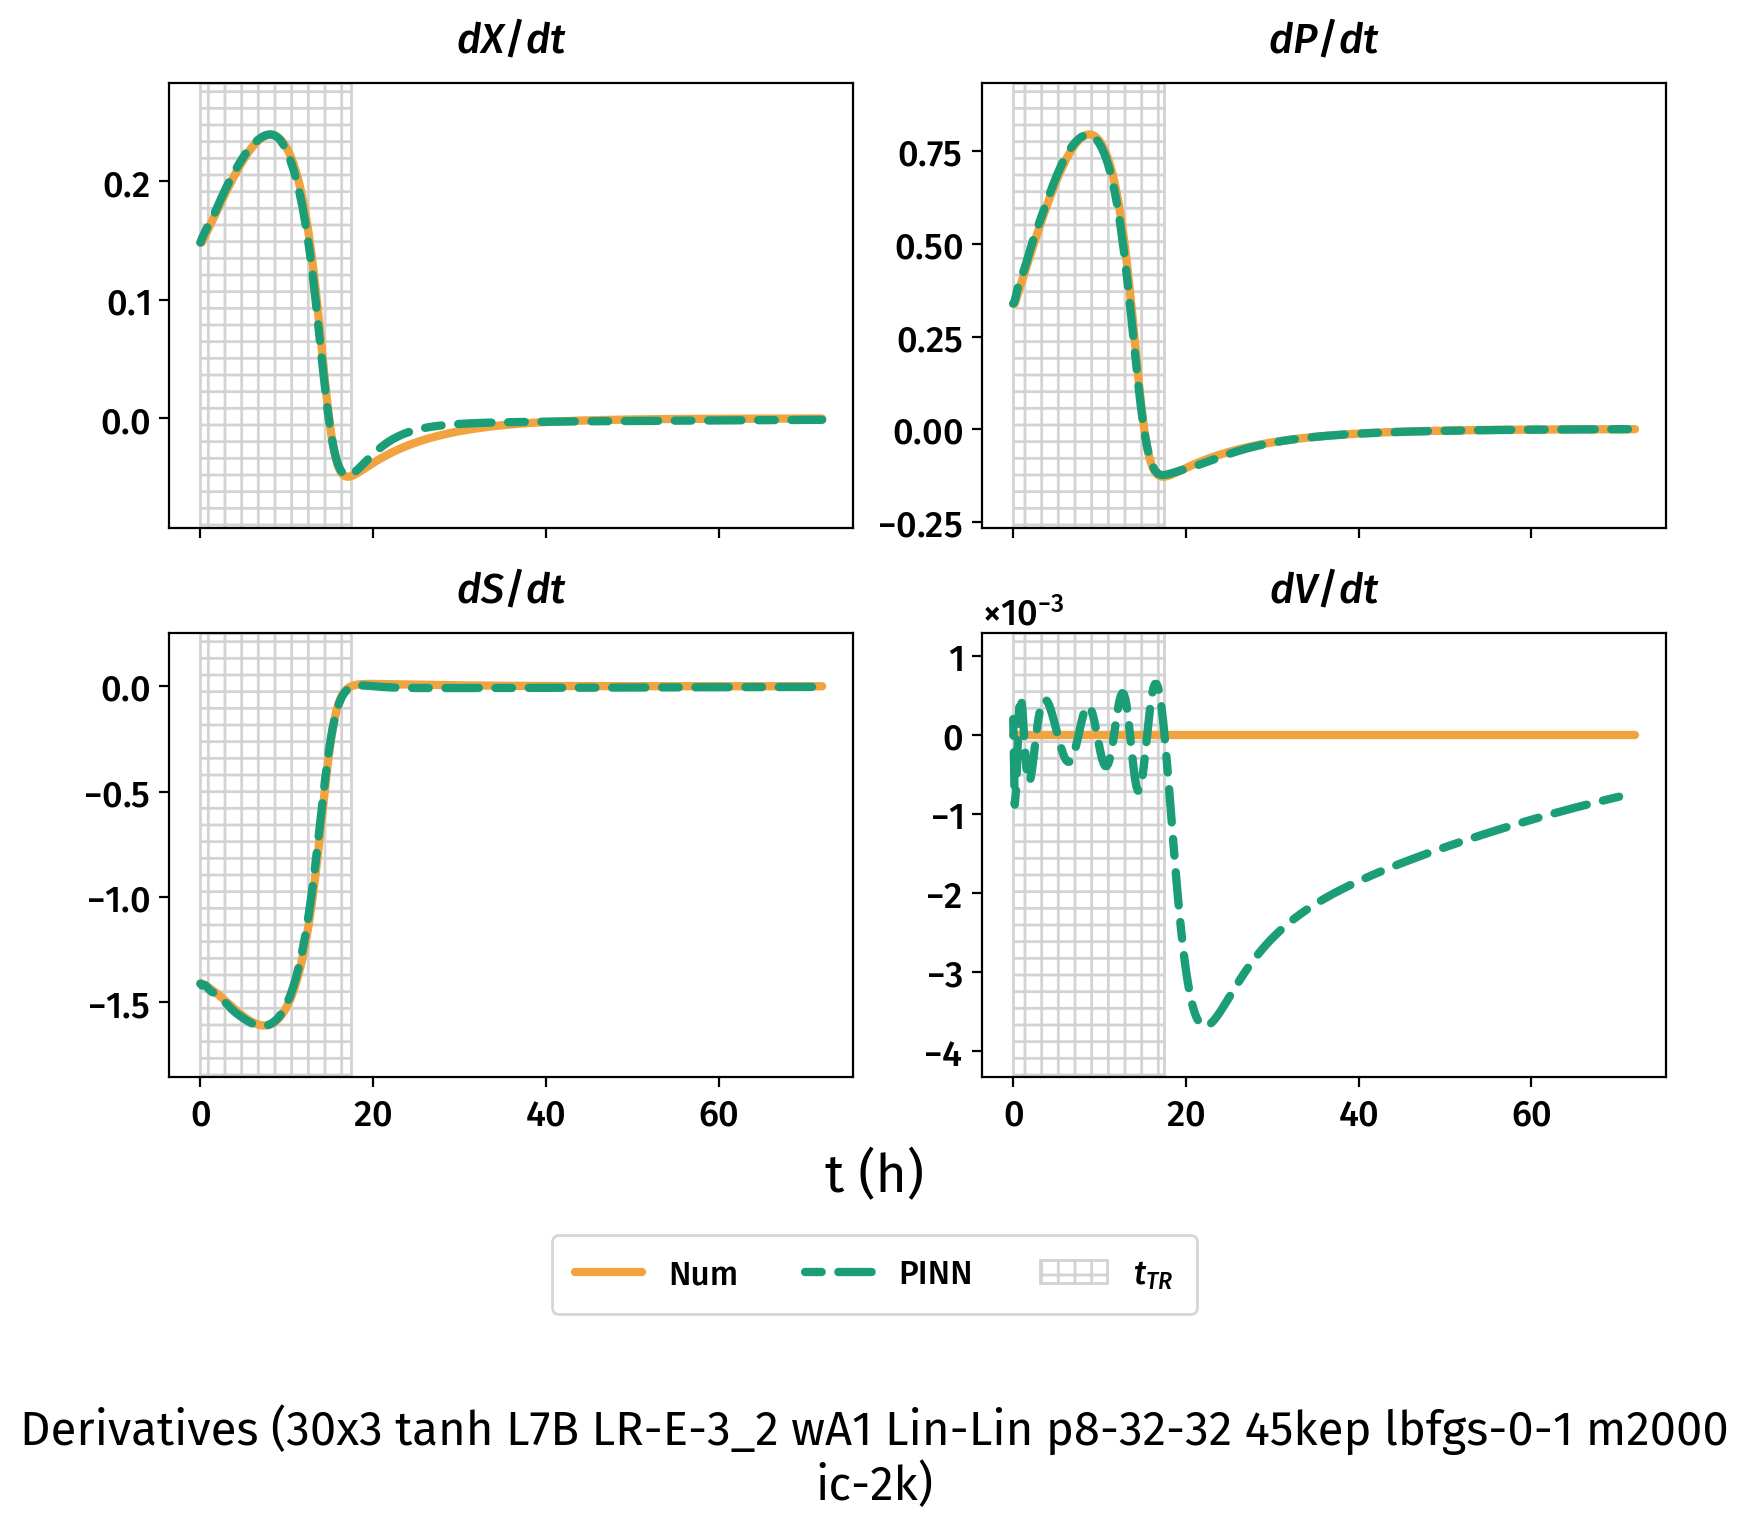 dX/dt
dP/dt
0.2
0.1
0.0
0.75
0.50
0.25
0.00
−0.25
dS/dt
dV/dt
×10⁻³
0.0
−0.5
−1.0
−1.5
1
0
−1
−2
−3
−4
0 20 40 60
0 20 40 60
t (h)
Num PINN t_TR
Derivatives (30x3 tanh L7B LR-E-3_2 wA1 Lin-Lin p8-32-32 45kep lbfgs-0-1 m2000
ic-2k)